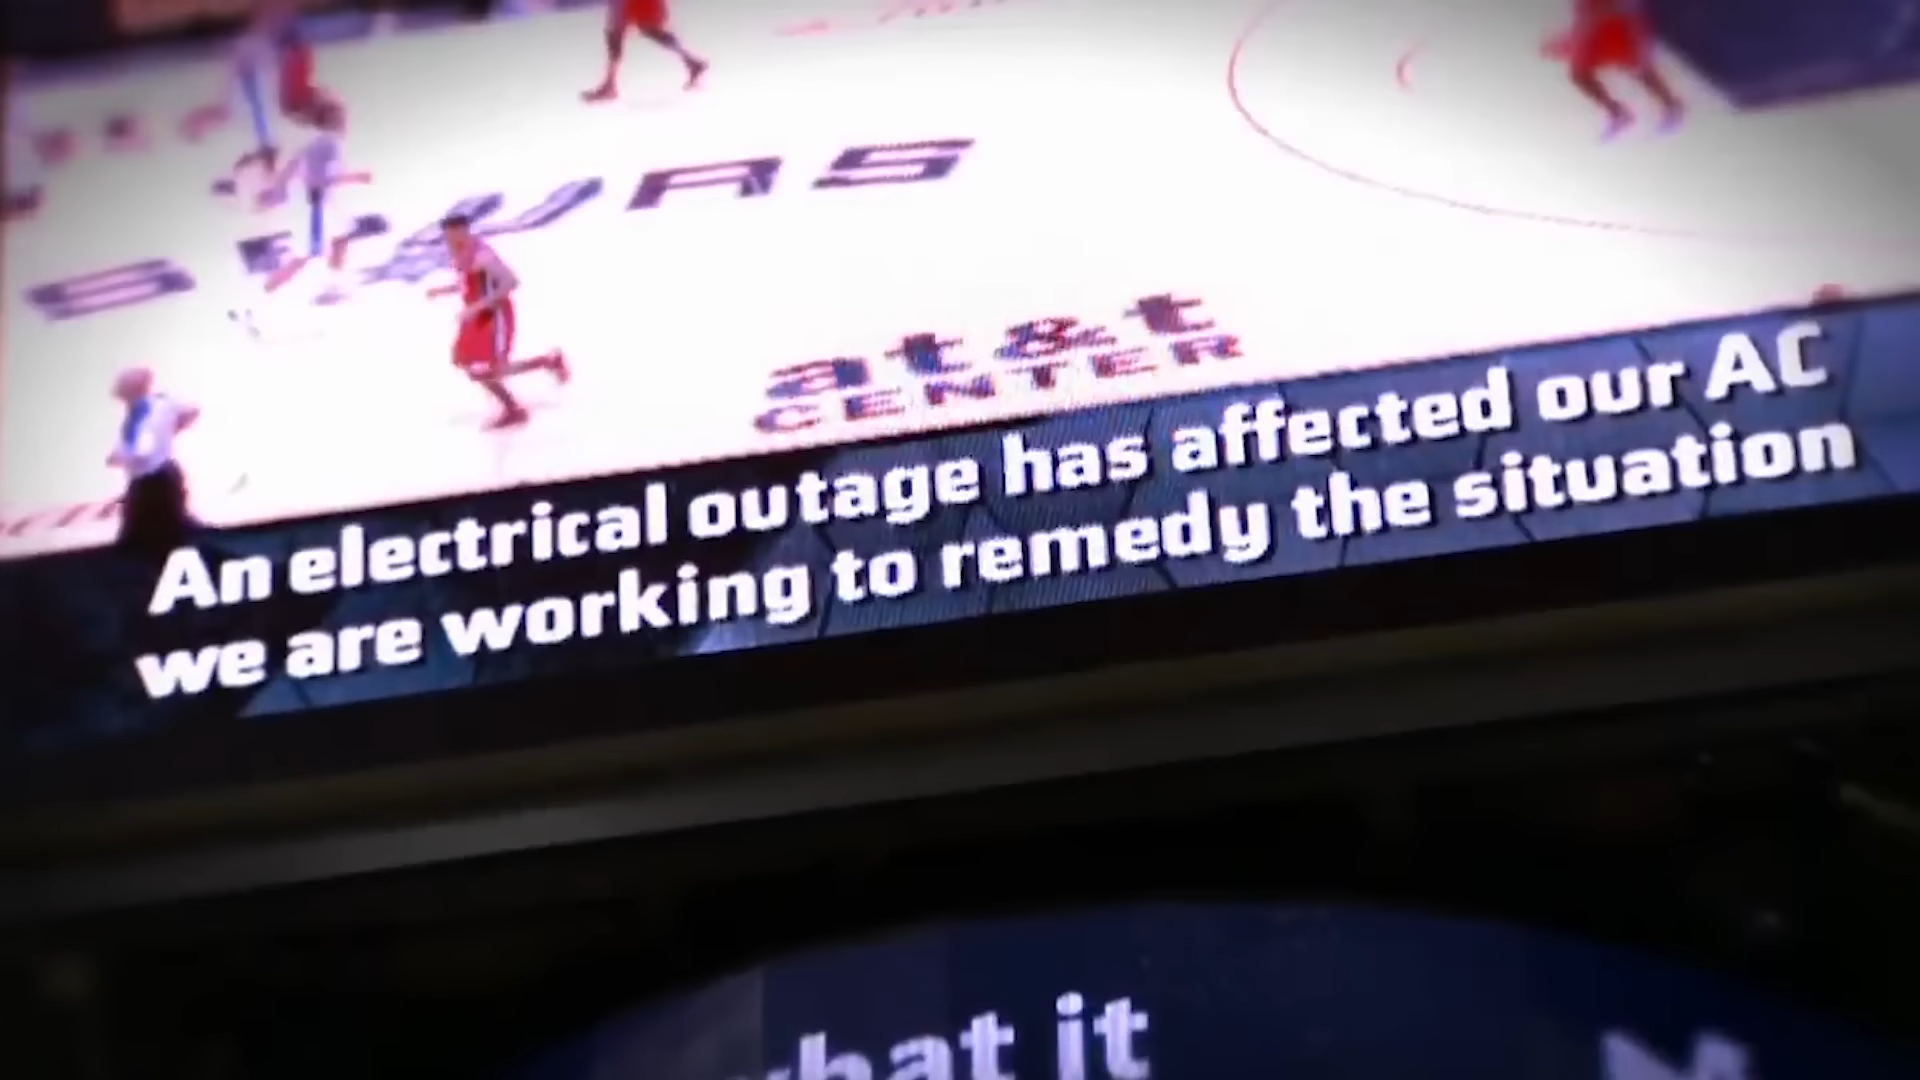 SPURS
at&t
CENTER
An electrical outage has affected our AC
we are working to remedy the situation
hat it